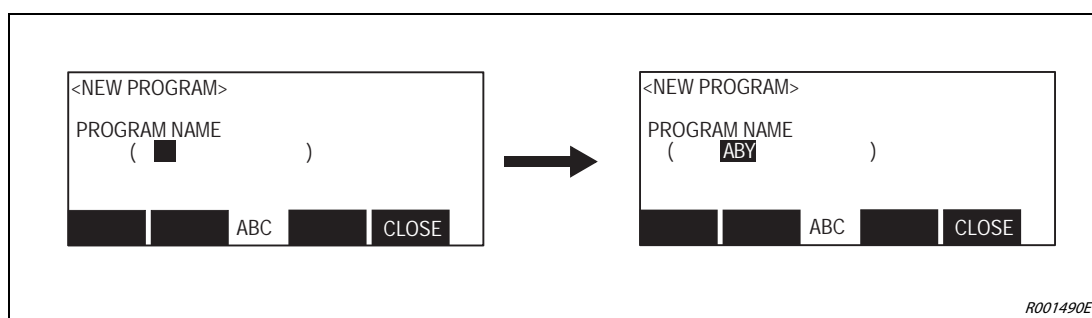 <NEW PROGRAM>
PROGRAM NAME
( )
ABC CLOSE
<NEW PROGRAM>
PROGRAM NAME
( ABY )
ABC CLOSE
R001490E